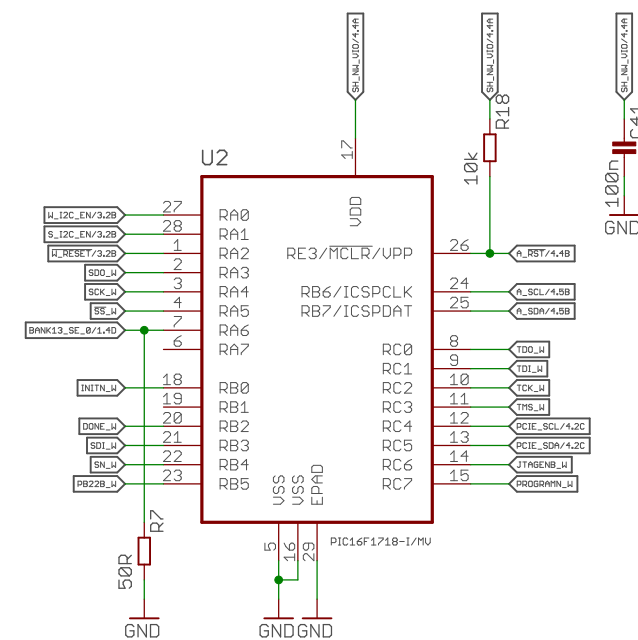 SH_NW_VIO/4.4A
SH_NW_VIO/4.4A
SH_NW_VIO/4.4A
R18
10k
C41
100n
GND
U2
17
VDD
W_I2C_EN/3.2B
27
RA0
S_I2C_EN/3.2B
28
RA1
W_RESET/3.2B
1
RA2
RE3/MCLR/VPP
26
A_RST/4.4B
SDO_W
2
RA3
SCK_W
3
RA4
RB6/ICSPCLK
24
A_SCL/4.5B
SS_W
4
RA5
RB7/ICSPDAT
25
A_SDA/4.5B
BANK13_SE_0/1.4D
7
RA6
6
RA7
RC0
8
TDO_W
RC1
9
TDI_W
INITN_W
18
RB0
RC2
10
TCK_W
19
RB1
RC3
11
TMS_W
DONE_W
20
RB2
RC4
12
PCIE_SCL/4.2C
SDI_W
21
RB3
RC5
13
PCIE_SDA/4.2C
SN_W
22
RB4
RC6
14
JTAGENB_W
PB22B_W
23
RB5
RC7
15
PROGRAMN_W
VSS
VSS
EPAD
5
16
29
PIC16F1718-I/MV
R7
50R
GND
GND
GND